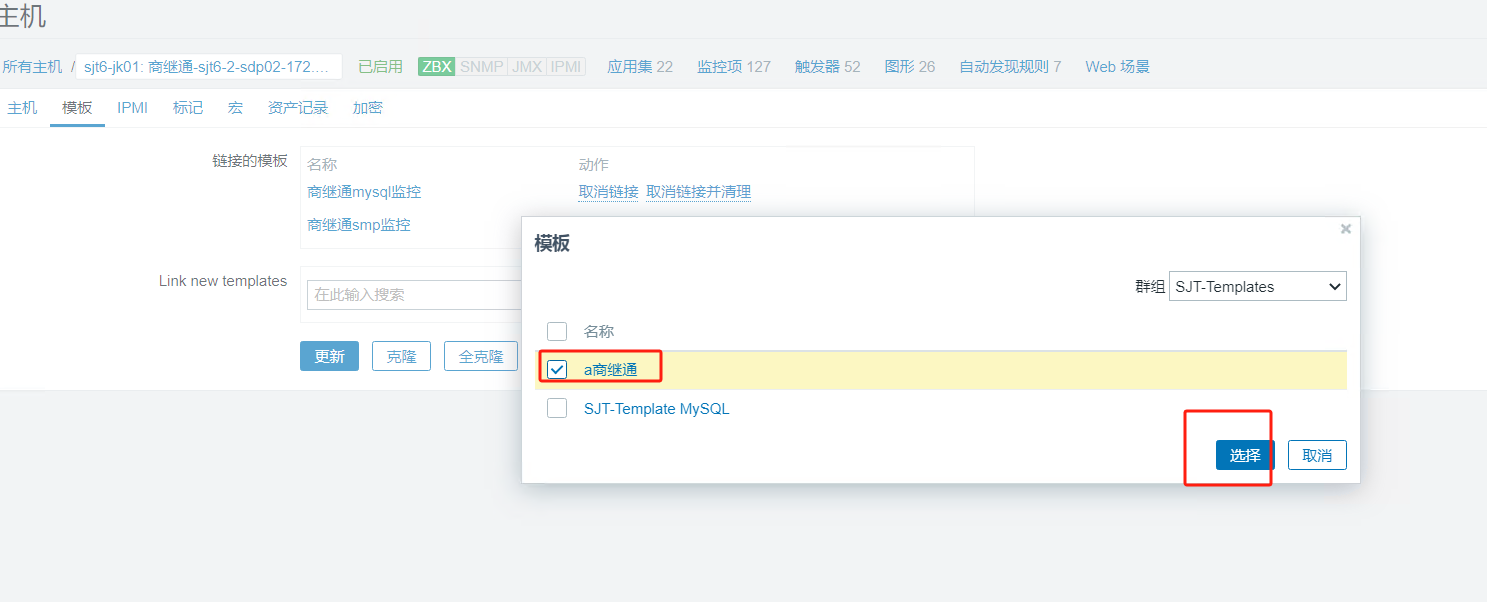 主机
所有主机 / sjt6-jk01: 商继通-sjt6-2-sdp02-172.... 已启用 ZBX SNMP JMX IPMI 应用集 22 监控项 127 触发器 52 图形 26 自动发现规则 7 Web 场景
主机 模板 IPMI 标记 宏 资产记录 加密
链接的模板 名称 动作
商继通mysql监控 取消链接 取消链接并清理
商继通smp监控
Link new templates
在此输入搜索
更新 克隆 全克隆
模板
群组 SJT-Templates
名称
a商继通
SJT-Template MySQL
选择 取消